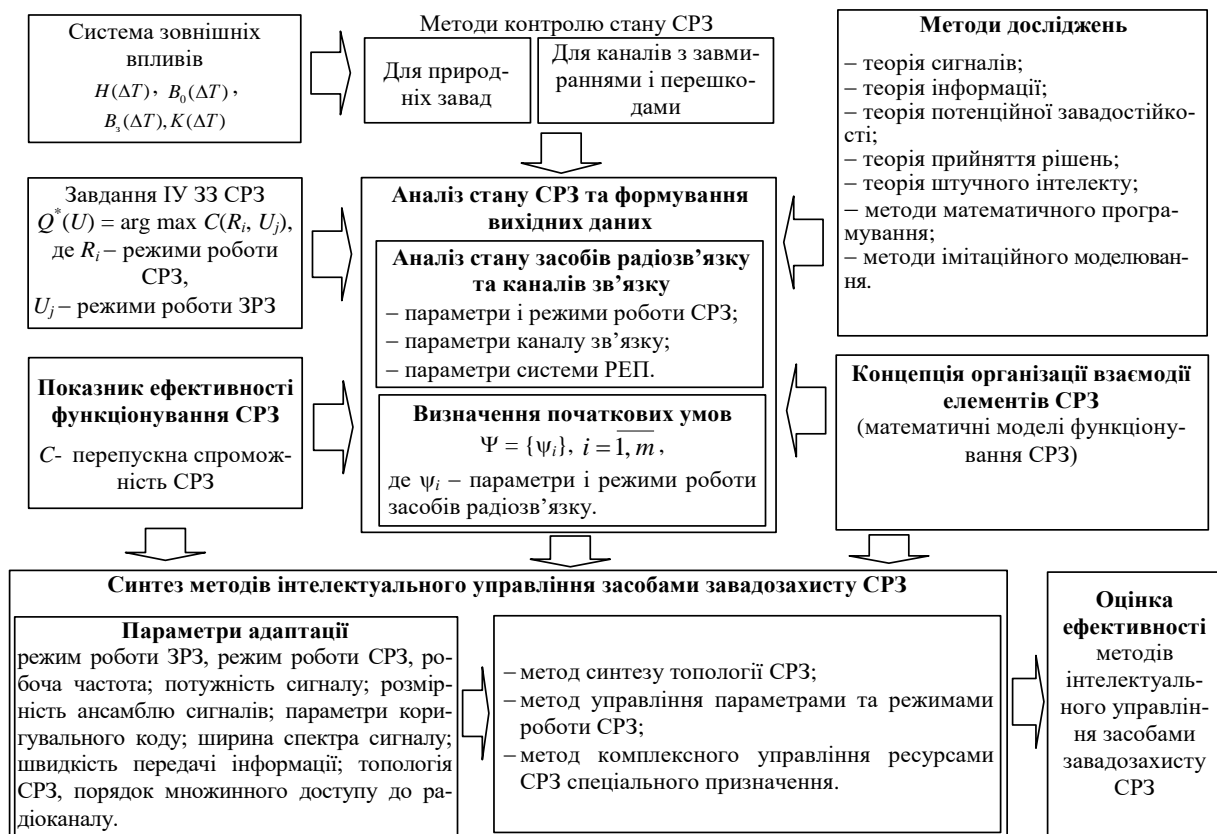 Система зовнішніх
впливів
H(ΔT), B₀(ΔT),
B₃(ΔT), K(ΔT)
Методи контролю стану СРЗ
Для природ-
ніх завад
Для каналів з завми-
раннями і перешко-
дами
Методи досліджень
– теорія сигналів;
– теорія інформації;
– теорія потенційної завадостійко-
сті;
– теорія прийняття рішень;
– теорія штучного інтелекту;
– методи математичного програ-
мування;
– методи імітаційного моделюван-
ня.
Завдання ІУ ЗЗ СРЗ
Q*(U) = arg max C(Rᵢ, Uⱼ),
де Rᵢ – режими роботи
СРЗ,
Uⱼ – режими роботи ЗРЗ
Аналіз стану СРЗ та формування
вихідних даних
Аналіз стану засобів радіозв’язку
та каналів зв’язку
– параметри і режими роботи СРЗ;
– параметри каналу зв’язку;
– параметри системи РЕП.
Показник ефективності
функціонування СРЗ
C- перепускна спромож-
ність СРЗ
Визначення початкових умов
Ψ = {ψᵢ}, i = 1, m,
де ψᵢ – параметри і режими роботи
засобів радіозв’язку.
Концепція організації взаємодії
елементів СРЗ
(математичні моделі функціону-
вання СРЗ)
Синтез методів інтелектуального управління засобами завадозахисту СРЗ
Параметри адаптації
режим роботи ЗРЗ, режим роботи СРЗ, ро-
боча частота; потужність сигналу; розмір-
ність ансамблю сигналів; параметри кори-
гувального коду; ширина спектра сигналу;
швидкість передачі інформації; топологія
СРЗ, порядок множинного доступу до ра-
діоканалу.
– метод синтезу топології СРЗ;
– метод управління параметрами та режимами
роботи СРЗ;
– метод комплексного управління ресурсами
СРЗ спеціального призначення.
Оцінка
ефективності
методів
інтелектуаль-
ного управлін-
ня засобами
завадозахисту
СРЗ